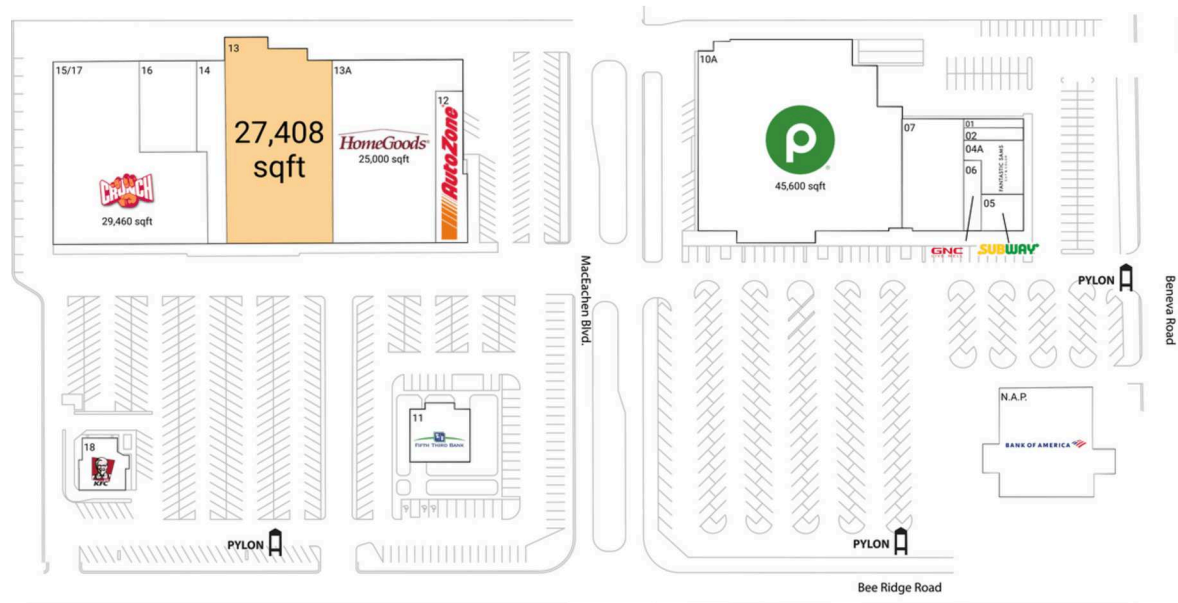 15/17
16
14
13
13A
12
27,408
sqft
HomeGoods
25,000 sqft
AutoZone
CRUNCH
29,460 sqft
10A
P
45,600 sqft
07
01
02
04A
06
FANTASTIC SAMS
05
GNC
SUBWAY
MacEachen Blvd.
PYLON
Beneva Road
11
FIFTH THIRD BANK
18
KFC
N.A.P.
BANK OF AMERICA
PYLON
PYLON
Bee Ridge Road